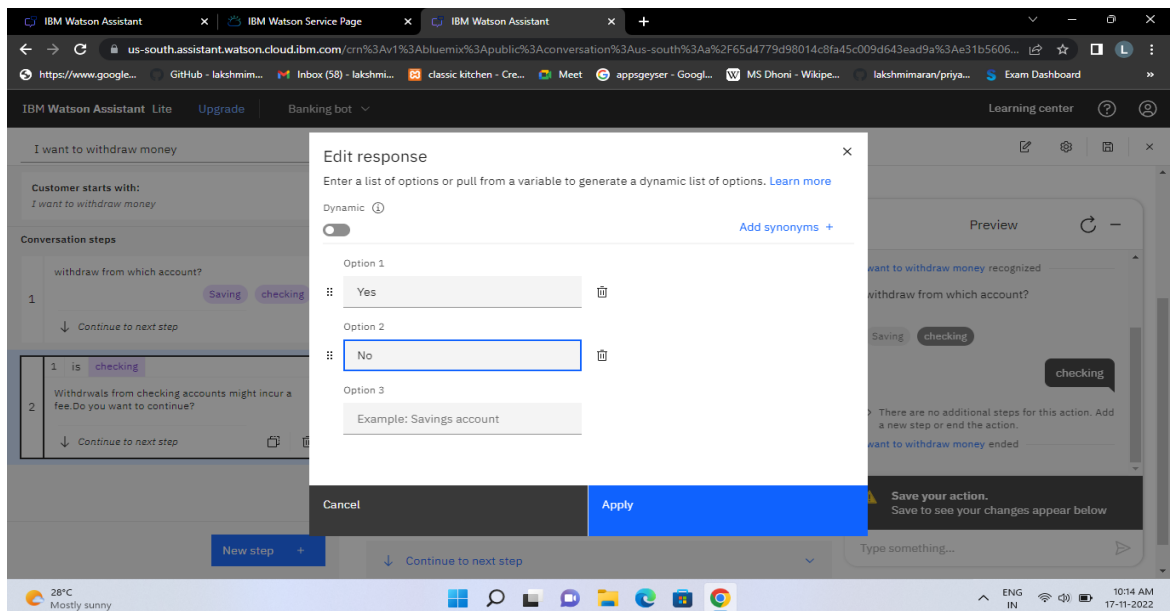 IBM Watson Assistant
IBM Watson Service Page
IBM Watson Assistant
us-south.assistant.watson.cloud.ibm.com/crn%3Av1%3Abluemix%3Apublic%3Aconversation%3Aus-south%3Aa%2F65d4779d98014c8fa45c009d643ead9a%3Ae31b5606...
L
https://www.google...
GitHub - lakshmim...
Inbox (58) - lakshmi...
classic kitchen - Cre...
Meet
appsgeyser - Googl...
MS Dhoni - Wikipe...
lakshmimaran/priya...
Exam Dashboard
»
IBM Watson Assistant Lite
Upgrade
Banking bot
Learning center
I want to withdraw money
Customer starts with:
I want to withdraw money
Conversation steps
1
withdraw from which account?
Saving checking
Continue to next step
2
1 is checking
Withdrwals from checking accounts might incur a
fee.Do you want to continue?
Continue to next step
New step +
Edit response
Enter a list of options or pull from a variable to generate a dynamic list of options. Learn more
Dynamic
Add synonyms +
Option 1
Yes
Option 2
No
Option 3
Example: Savings account
Cancel
Apply
Continue to next step
Preview
want to withdraw money recognized
withdraw from which account?
Saving checking
checking
There are no additional steps for this action. Add
a new step or end the action.
want to withdraw money ended
Save your action.
Save to see your changes appear below
Type something...
28°C
Mostly sunny
ENG
IN
10:14 AM
17-11-2022